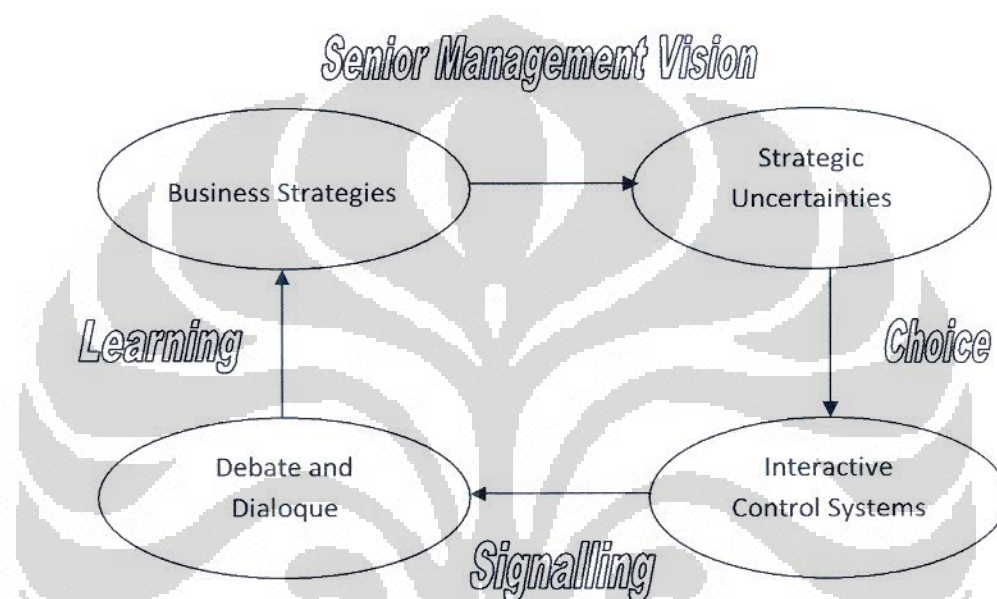 Senior Management Vision
Business Strategies
Strategic
Uncertainties
Learning
Choice
Debate and
Dialoque
Interactive
Control Systems
Signalling